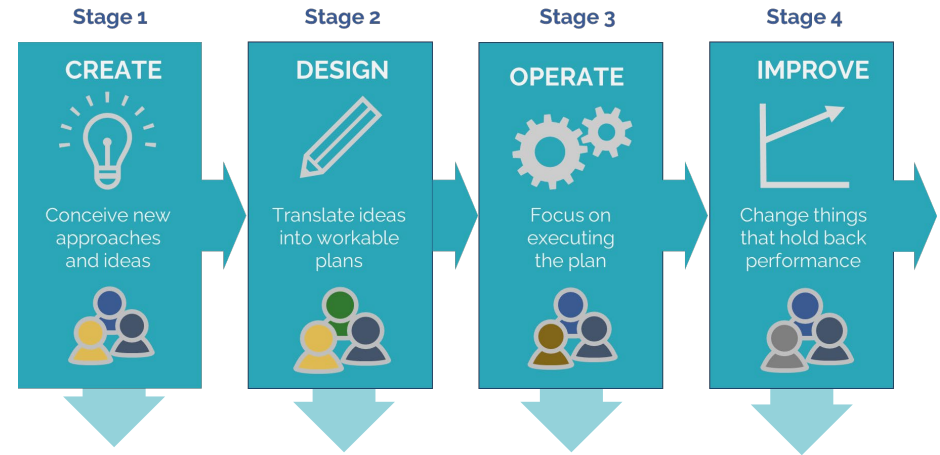 Stage 1
Stage 2
Stage 3
Stage 4
CREATE
DESIGN
OPERATE
IMPROVE
Conceive new
approaches
and ideas
Translate ideas
into workable
plans
Focus on
executing
the plan
Change things
that hold back
performance